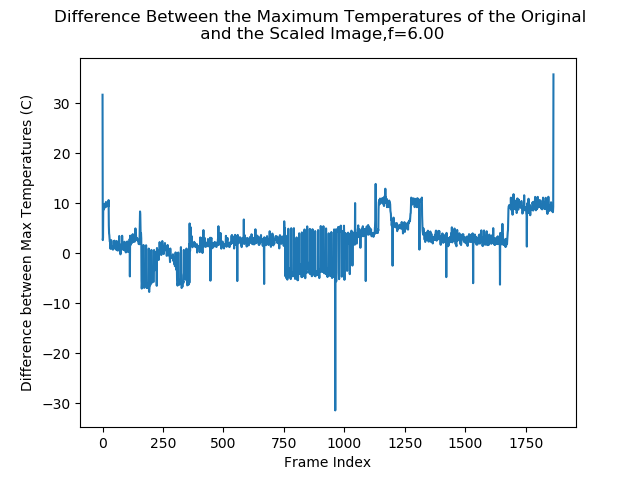 Difference Between the Maximum Temperatures of the Original
and the Scaled Image,f=6.00
Difference between Max Temperatures (C)
30
20
10
0
−10
−20
−30
0 250 500 750 1000 1250 1500 1750
Frame Index